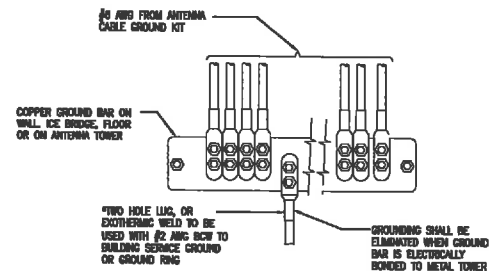 #6 AWG FROM ANTENNA
CABLE GROUND KIT
COPPER GROUND BAR ON
WALL, ICE BRIDGE, FLOOR
OR ON ANTENNA TOWER
*TWO HOLE LUG, OR
EXOTHERMIC WELD TO BE
USED WITH #2 AWG BCW TO
BUILDING SERVICE GROUND
OR GROUND RING
GROUNDING SHALL BE
ELIMINATED WHEN GROUND
BAR IS ELECTRICALLY
BONDED TO METAL TOWER